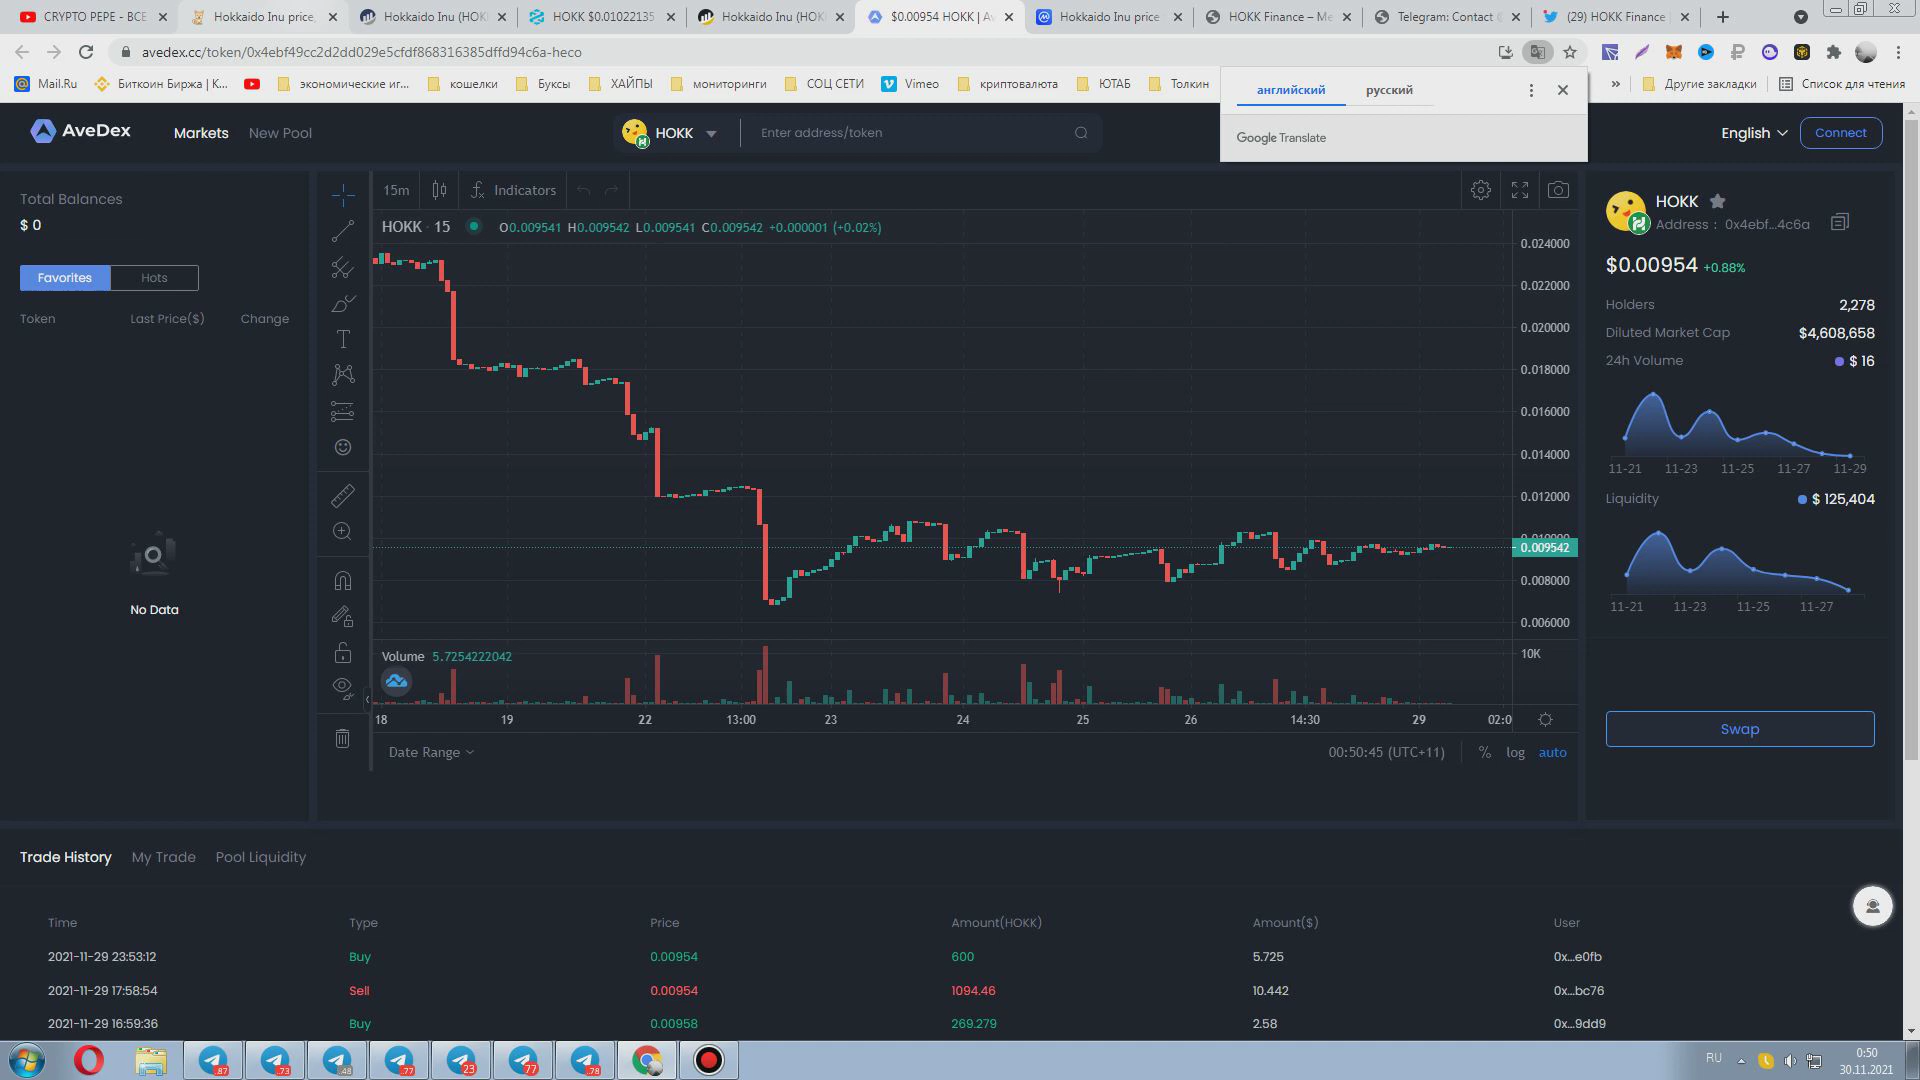 CRYPTO PEPE - ВСЕ
Hokkaido Inu price,
Hokkaido Inu (HOK
HOKK $0.01022135
Hokkaido Inu (HOK
$0.00954 HOKK | A
Hokkaido Inu price
HOKK Finance – Me
Telegram: Contact @
(29) HOKK Finance
avedex.cc/token/0x4ebf49cc2d2dd029e5cfdf868316385dffd94c6a-heco
Mail.Ru
Биткоин Биржа | К...
экономические иг...
кошелки
Буксы
ХАЙПЫ
мониторинги
СОЦ СЕТИ
Vimeo
криптовалюта
ЮТАБ
Толкин
»
Другие закладки
Список для чтения
английский
русский
Google Translate
AveDex
Markets
New Pool
HOKK
Enter address/token
English
Connect
Total Balances
$ 0
Favorites
Hots
Token
Last Price($)
Change
No Data
15m
Indicators
HOKK · 15
O0.009541 H0.009542 L0.009541 C0.009542 +0.000001 (+0.02%)
0.024000
0.022000
0.020000
0.018000
0.016000
0.014000
0.012000
0.010000
0.009542
0.008000
0.006000
Volume 5.7254222042
10K
18
19
22
13:00
23
24
25
26
14:30
29
02:0
Date Range
00:50:45 (UTC+11)
%
log
auto
HOKK
Address : 0x4ebf...4c6a
$0.00954 +0.88%
Holders
2,278
Diluted Market Cap
$4,608,658
24h Volume
$ 16
11-21
11-23
11-25
11-27
11-29
Liquidity
$ 125,404
11-21
11-23
11-25
11-27
Swap
Trade History
My Trade
Pool Liquidity
Time
Type
Price
Amount(HOKK)
Amount($)
User
2021-11-29 23:53:12
Buy
0.00954
600
5.725
0x...e0fb
2021-11-29 17:58:54
Sell
0.00954
1094.46
10.442
0x...bc76
2021-11-29 16:59:36
Buy
0.00958
269.279
2.58
0x...9dd9
..87
..73
..48
..77
23
77
..78
RU
0:50
30.11.2021